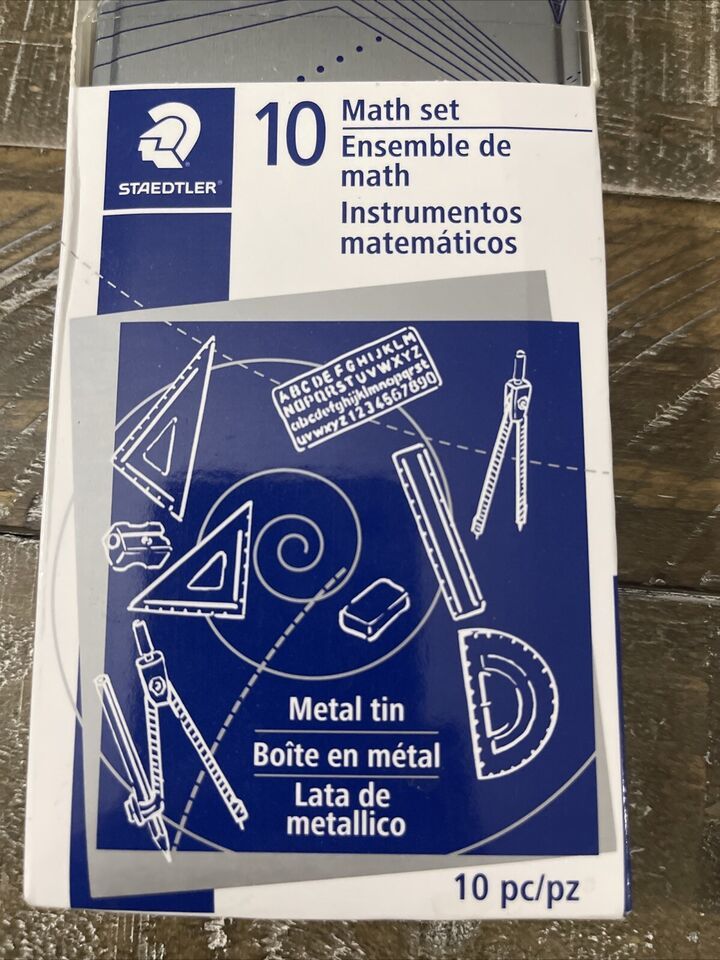 STAEDTLER
10
Math set
Ensemble de
math
Instrumentos
matemáticos
ABCDEFGHIJKLM
NOPQRSTUVWXYZ
abcdefghijklmnopqrst
uvwxyz1234567890
Metal tin
Boîte en métal
Lata de
metallico
10 pc/pz